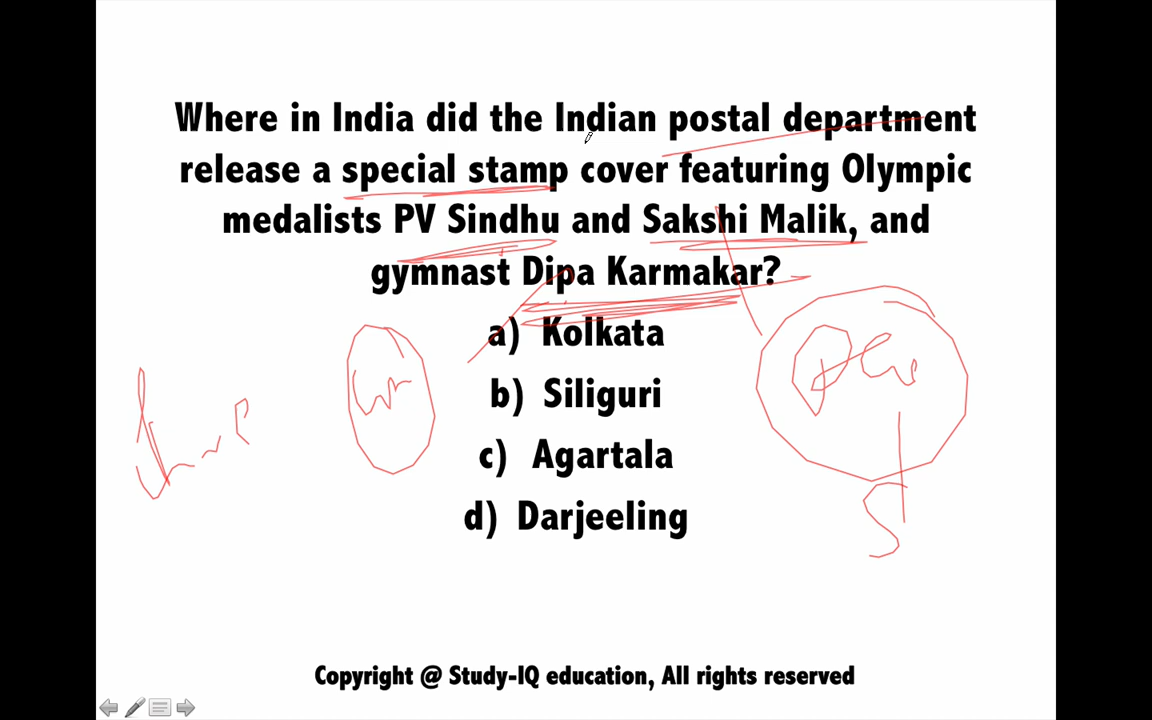 Where in India did the Indian postal department
release a special stamp cover featuring Olympic
medalists PV Sindhu and Sakshi Malik, and
gymnast Dipa Karmakar?
a) Kolkata
b) Siliguri
c) Agartala
d) Darjeeling
Copyright @ Study-IQ education, All rights reserved